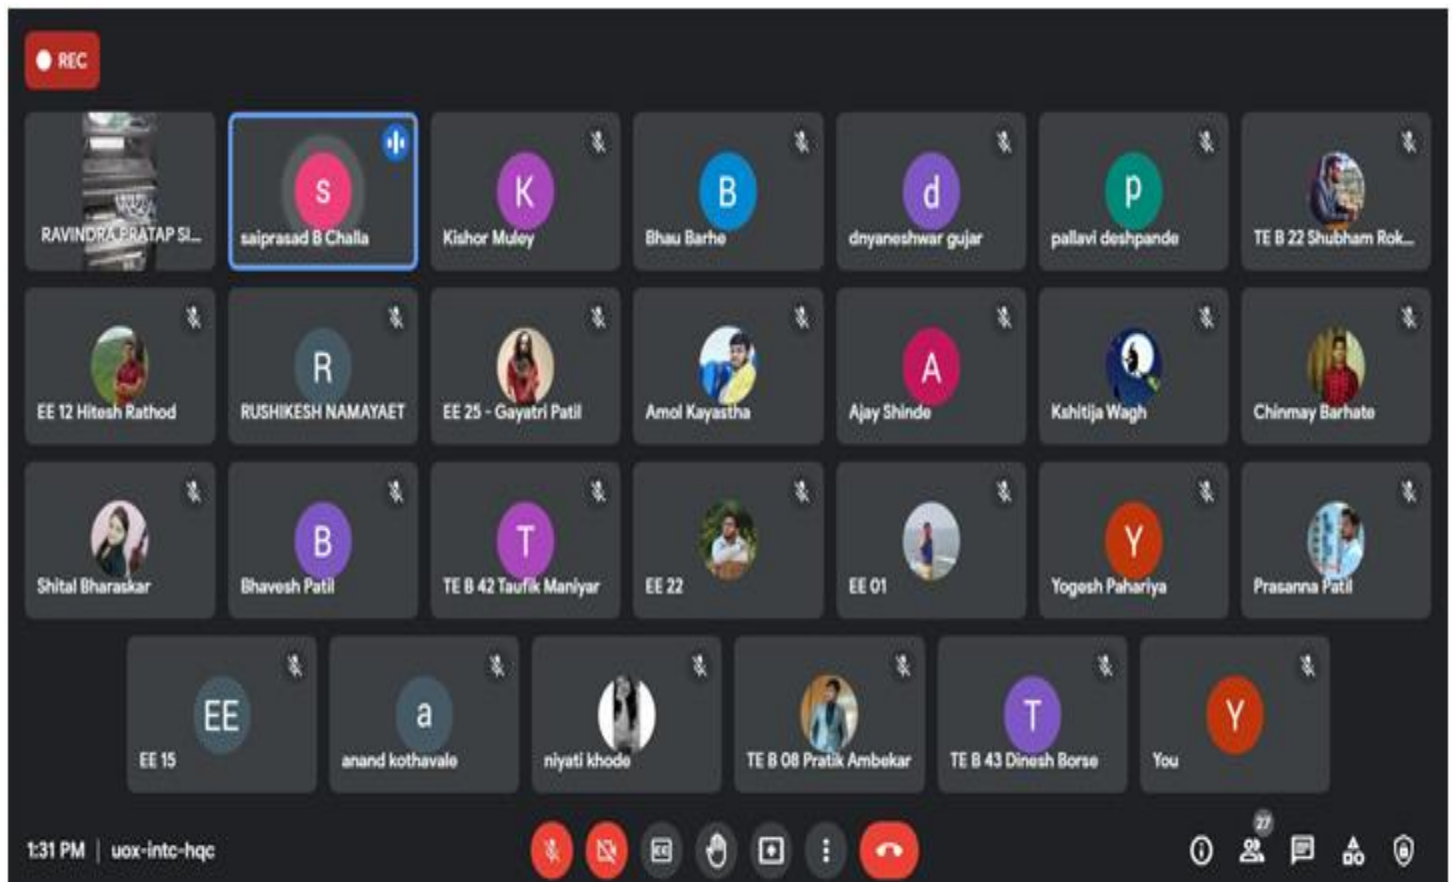 REC
S
K
B
d
p
RAVINDRA PRATAP SI...
saiprasad B Challa
Kishor Muley
Bhau Barhe
dnyaneshwar gujar
pallavi deshpande
TE B 22 Shubham Rok...
R
A
EE 12 Hitesh Rathod
RUSHIKESH NAMAYAET
EE 25 - Gayatri Patil
Amol Kayastha
Ajay Shinde
Kshitija Wagh
Chinmay Barhate
B
T
Y
Shital Bharaskar
Bhavesh Patil
TE B 42 Taufik Maniyar
EE 22
EE 01
Yogesh Pahariya
Prasanna Patil
EE
a
T
Y
EE 15
anand kothavale
niyati khode
TE B 08 Pratik Ambekar
TE B 43 Dinesh Borse
You
27
1:31 PM | uox-intc-hqc
CC